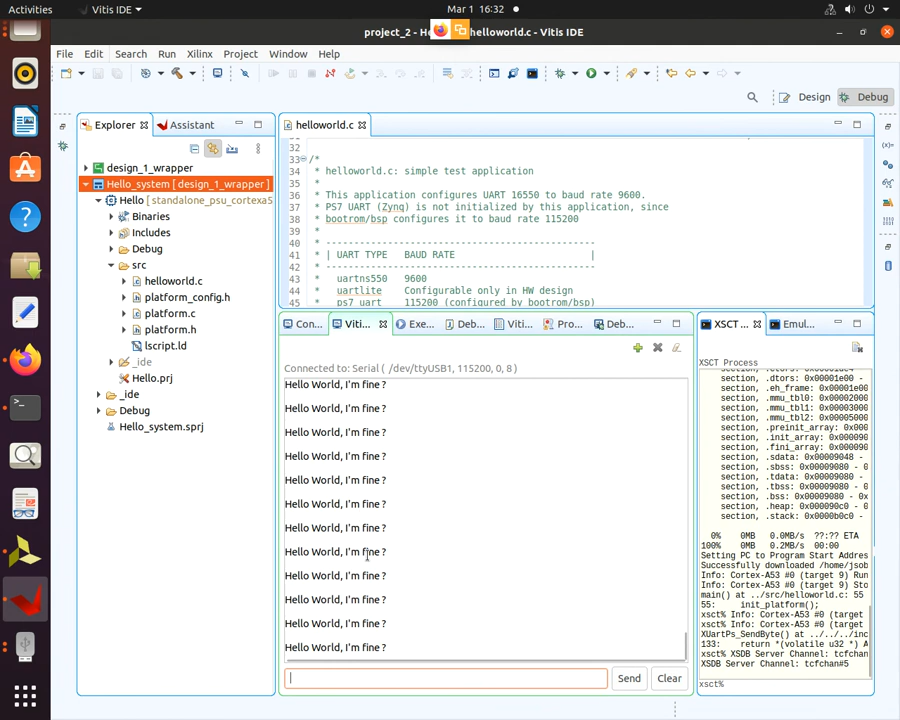 Activities
Vitis IDE
Mar 1 16:32
project_2 - He
helloworld.c - Vitis IDE
File Edit Search Run Xilinx Project Window Help
Design
Debug
Explorer
Assistant
design_1_wrapper
Hello_system [ design_1_wrapper ]
Hello [ standalone_psu_cortexa5
Binaries
Includes
Debug
src
helloworld.c
platform_config.h
platform.c
platform.h
lscript.ld
_ide
Hello.prj
_ide
Debug
Hello_system.sprj
helloworld.c
32
33 /*
34 * helloworld.c: simple test application
35 *
36 * This application configures UART 16550 to baud rate 9600.
37 * PS7 UART (Zynq) is not initialized by this application, since
38 * bootrom/bsp configures it to baud rate 115200
39 *
40 * ------------------------------------------------
41 * | UART TYPE   BAUD RATE                        |
42 * ------------------------------------------------
43 *   uartns550   9600
44 *   uartlite    Configurable only in HW design
45 *   ps7_uart    115200 (configured by bootrom/bsp)
Con...
Viti...
Exe...
Deb...
Viti...
Pro...
Deb...
Connected to: Serial ( /dev/ttyUSB1, 115200, 0, 8 )
Hello World, I'm fine ?
Hello World, I'm fine ?
Hello World, I'm fine ?
Hello World, I'm fine ?
Hello World, I'm fine ?
Hello World, I'm fine ?
Hello World, I'm fine ?
Hello World, I'm fine ?
Hello World, I'm fine ?
Hello World, I'm fine ?
Hello World, I'm fine ?
Hello World, I'm fine ?
Send
Clear
XSCT ...
Emul...
XSCT Process
section, .dtors: 0x00001e00 -
section, .eh_frame: 0x00001e0
section, .mmu_tbl0: 0x0000200
section, .mmu_tbl1: 0x0000300
section, .mmu_tbl2: 0x0000500
section, .preinit_array: 0x00
section, .init_array: 0x00009
section, .fini_array: 0x00009
section, .sdata: 0x00009048 -
section, .sbss: 0x00009080 -
section, .tdata: 0x00009080 -
section, .tbss: 0x00009080 -
section, .bss: 0x00009080 - 0
section, .heap: 0x000090c0 -
section, .stack: 0x0000b0c0 -
0% 0MB 0.0MB/s ??:?? ETA
100% 0MB 0.2MB/s 00:00
Setting PC to Program Start Addres
Successfully downloaded /home/jsob
Info: Cortex-A53 #0 (target 9) Run
Info: Cortex-A53 #0 (target 9) Sto
main() at ../src/helloworld.c: 55
55: init_platform();
xsct% Info: Cortex-A53 #0 (target
xsct% Info: Cortex-A53 #0 (target
XUartPs_SendByte() at ../../../inc
133: return *(volatile u32 *) A
xsct% XSDB Server Channel: tcfchan
XSDB Server Channel: tcfchan#5
xsct%